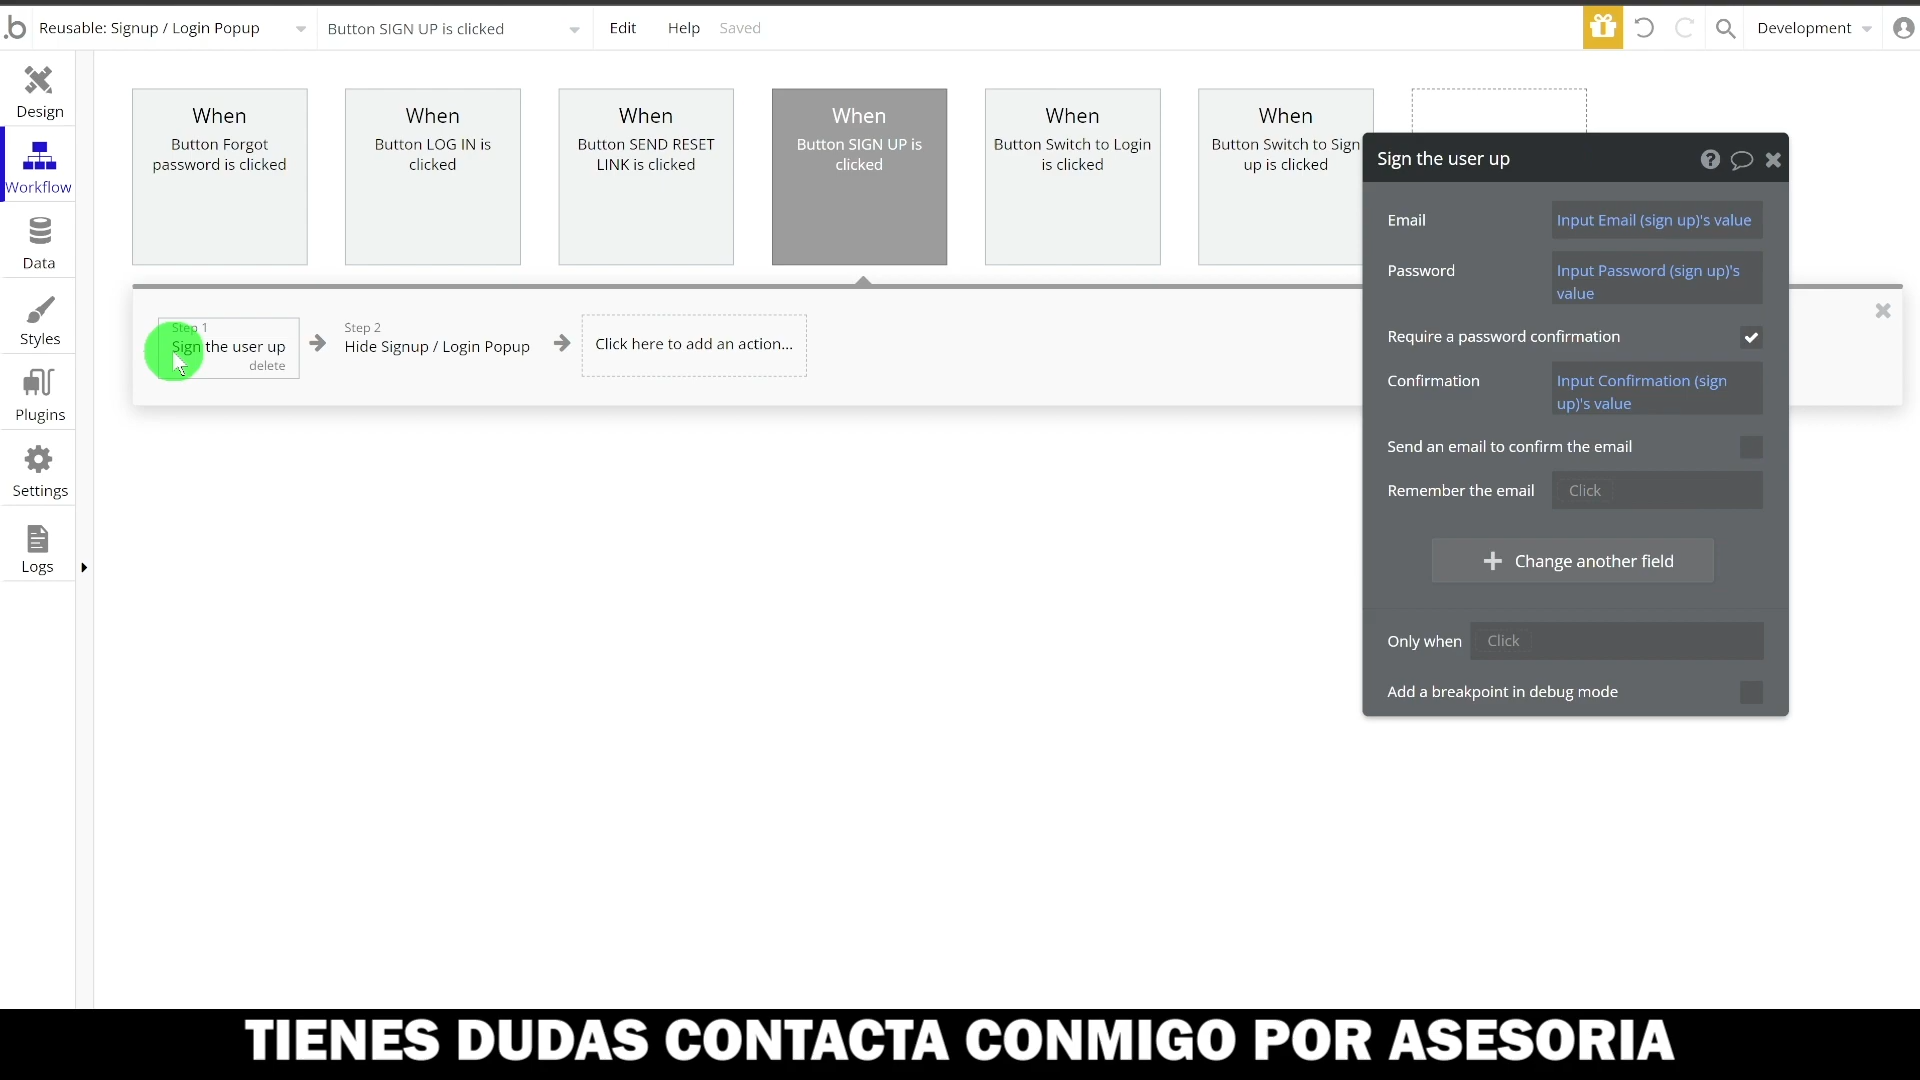 Reusable: Signup / Login Popup
Button SIGN UP is clicked
Edit
Help
Saved
Development
Design
Workflow
Data
Styles
Plugins
Settings
Logs
When
Button Forgot
password is clicked
When
Button LOG IN is
clicked
When
Button SEND RESET
LINK is clicked
When
Button SIGN UP is
clicked
When
Button Switch to Login
is clicked
When
Button Switch to Sign
up is clicked
Step 1
Sign the user up
delete
Step 2
Hide Signup / Login Popup
Click here to add an action...
Sign the user up
Email
Input Email (sign up)'s value
Password
Input Password (sign up)'s
value
Require a password confirmation
Confirmation
Input Confirmation (sign
up)'s value
Send an email to confirm the email
Remember the email
Click
Change another field
Only when
Click
Add a breakpoint in debug mode
TIENES DUDAS CONTACTA CONMIGO POR ASESORIA